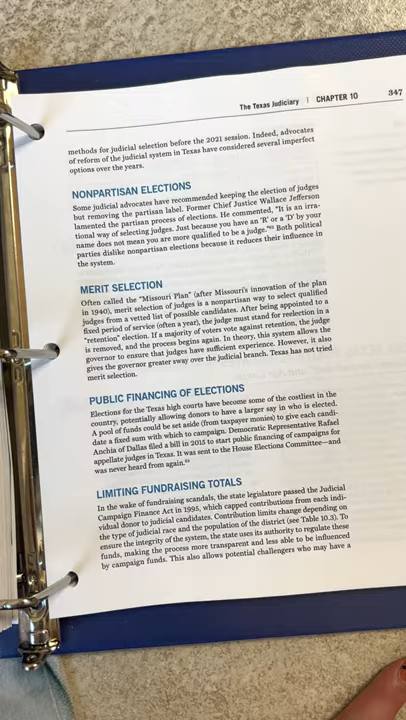 The Texas Judiciary | CHAPTER 10 347
methods for judicial selection before the 2021 session. Indeed, advocates
of reform of the judicial system in Texas have considered several imperfect
options over the years.
NONPARTISAN ELECTIONS
Some judicial advocates have recommended keeping the election of judges
but removing the partisan label. Former Chief Justice Wallace Jefferson
lamented the partisan process of elections. He commented, "It is an irra-
tional way of selecting judges. Just because you have an 'R' or a 'D' by your
name does not mean you are more qualified to be a judge." Both political
parties dislike nonpartisan elections because it reduces their influence in
the system.
MERIT SELECTION
Often called the "Missouri Plan" (after Missouri's innovation of the plan
in 1940), merit selection of judges is a nonpartisan way to select qualified
judges from a vetted list of possible candidates. After being appointed to a
fixed period of service (often a year), the judge must stand for reelection in a
"retention" election. If a majority of voters vote against retention, the judge
is removed, and the process begins again. In theory, this system allows the
governor to ensure that judges have sufficient experience. However, it also
gives the governor greater sway over the judicial branch. Texas has not tried
merit selection.
PUBLIC FINANCING OF ELECTIONS
Elections for the Texas high courts have become some of the costliest in the
country, potentially allowing donors to have a larger say in who is elected.
A pool of funds could be set aside (from taxpayer monies) to give each candi-
date a fixed sum with which to campaign. Democratic Representative Rafael
Anchia of Dallas filed a bill in 2015 to start public financing of campaigns for
appellate judges in Texas. It was sent to the House Elections Committee—and
was never heard from again.
LIMITING FUNDRAISING TOTALS
In the wake of fundraising scandals, the state legislature passed the Judicial
Campaign Finance Act in 1995, which capped contributions from each indi-
vidual donor to judicial candidates. Contribution limits change depending on
the type of judicial race and the population of the district (see Table 10.3). To
ensure the integrity of the system, the state uses its authority to regulate these
funds, making the process more transparent and less able to be influenced
by campaign funds. This also allows potential challengers who may have a